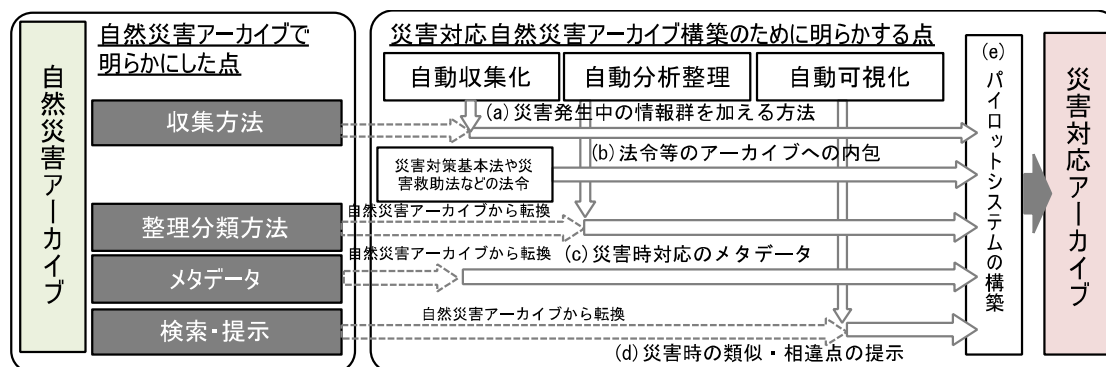 自然災害アーカイブ
自然災害アーカイブで
明らかにした点
収集方法
整理分類方法
メタデータ
検索・提示
災害対応自然災害アーカイブ構築のために明らかする点
自動収集化
自動分析整理
自動可視化
(a)災害発生中の情報群を加える方法
(b)法令等のアーカイブへの内包
災害対策基本法や災
害救助法などの法令
自然災害アーカイブから転換
自然災害アーカイブから転換
(c)災害時対応のメタデータ
自然災害アーカイブから転換
(d)災害時の類似・相違点の提示
(e)パイロットシステムの構築
災害対応アーカイブ